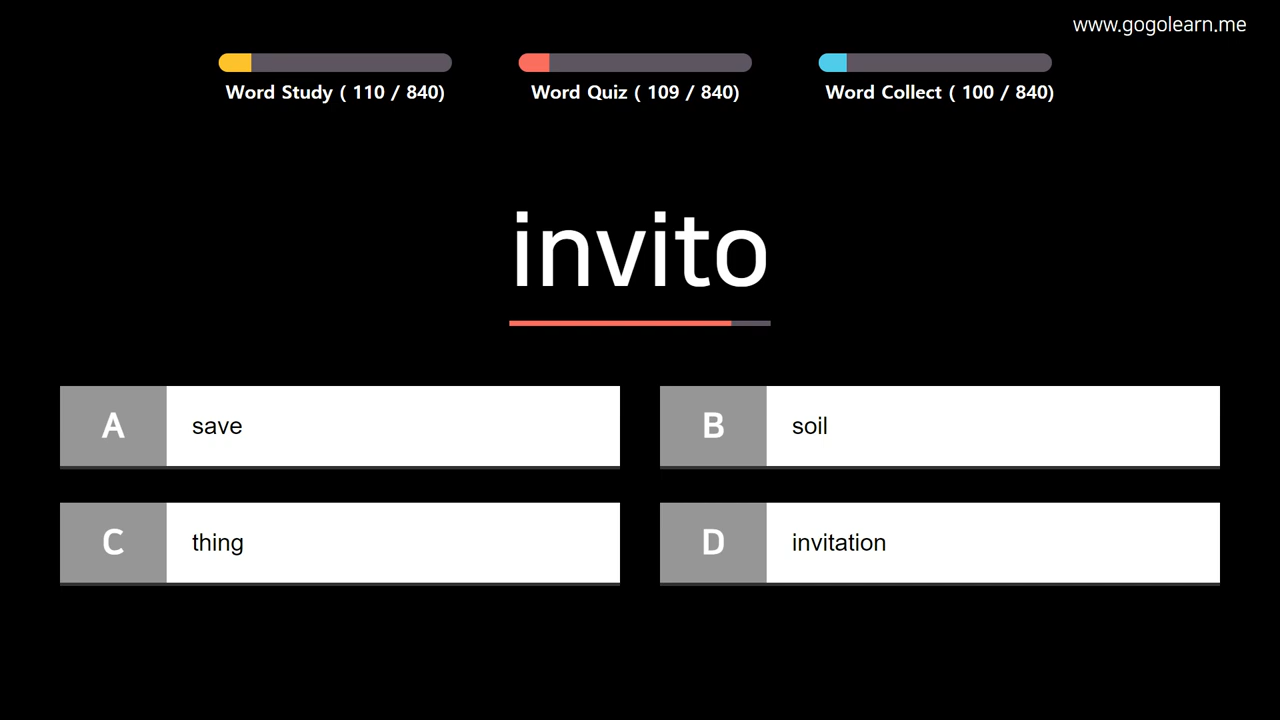 www.gogolearn.me
Word Study ( 110 / 840)
Word Quiz ( 109 / 840)
Word Collect ( 100 / 840)
invito
A save
B soil
C thing
D invitation